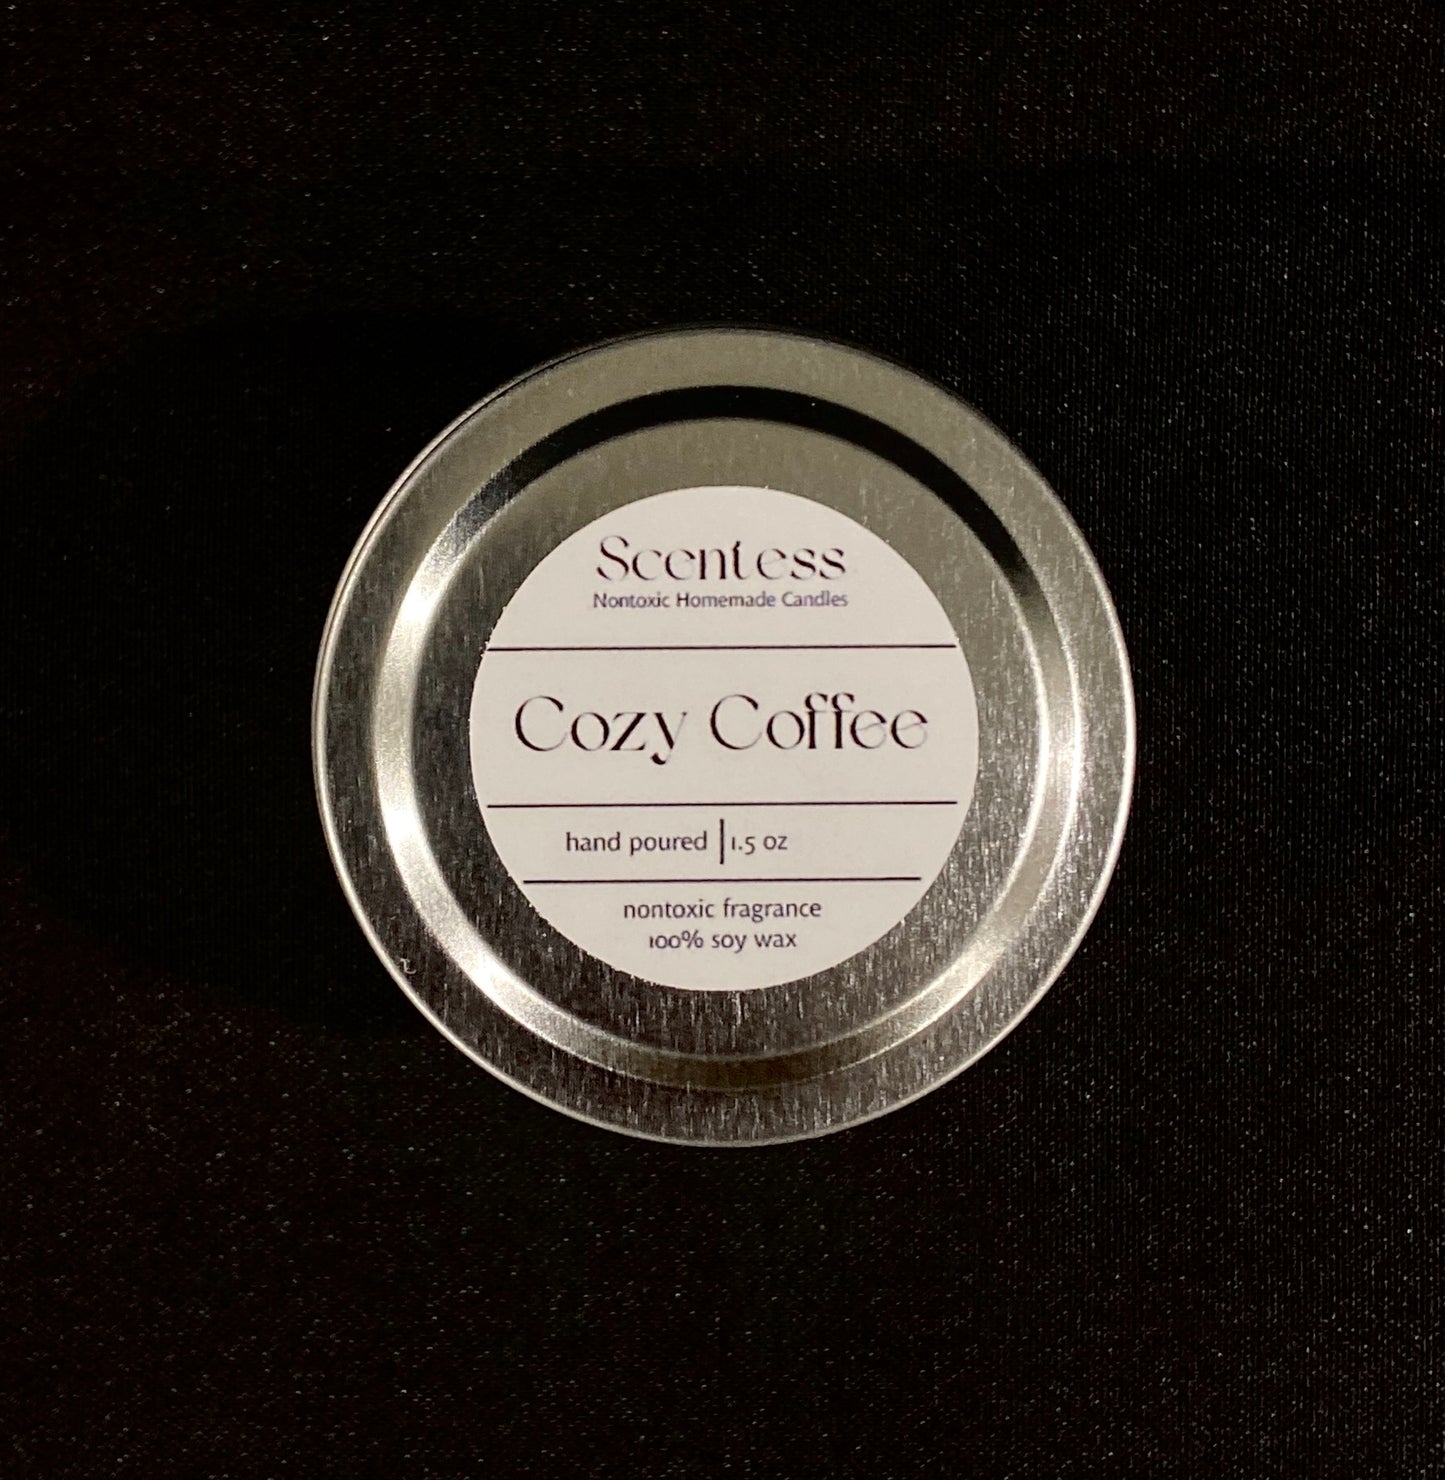 Scentess
Nontoxic Homemade Candles
Cozy Coffee
hand poured | 1.5 oz
nontoxic fragrance
100% soy wax